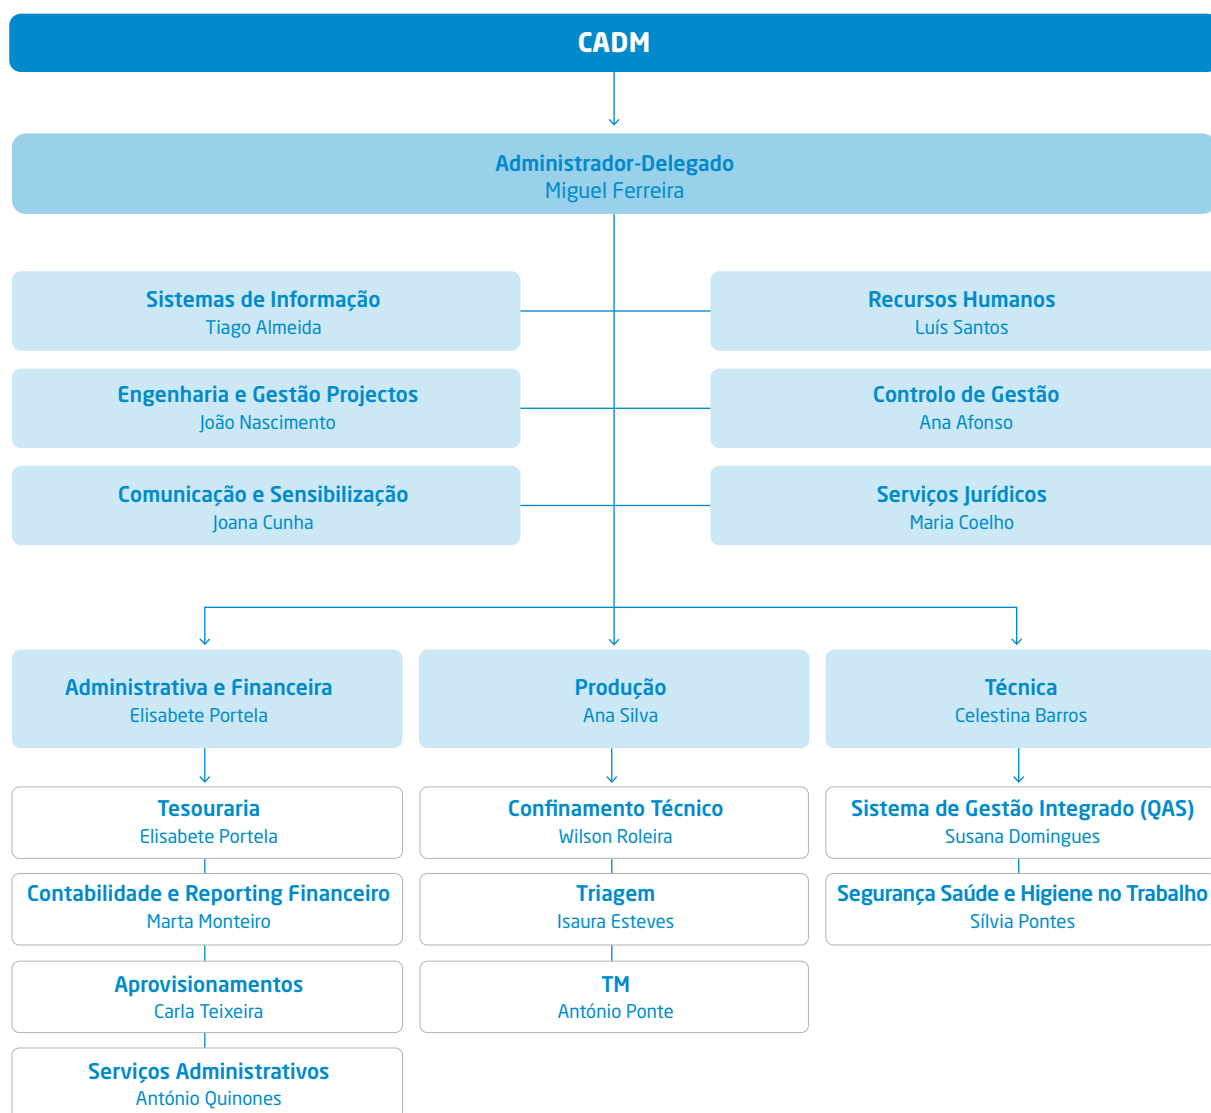 CADM
Administrador-Delegado
Miguel Ferreira
Sistemas de Informação
Tiago Almeida
Recursos Humanos
Luís Santos
Engenharia e Gestão Projectos
João Nascimento
Controlo de Gestão
Ana Afonso
Comunicação e Sensibilização
Joana Cunha
Serviços Jurídicos
Maria Coelho
Administrativa e Financeira
Elisabete Portela
Produção
Ana Silva
Técnica
Celestina Barros
Tesouraria
Elisabete Portela
Contabilidade e Reporting Financeiro
Marta Monteiro
Aprovisionamentos
Carla Teixeira
Serviços Administrativos
António Quinones
Confinamento Técnico
Wilson Roleira
Triagem
Isaura Esteves
TM
António Ponte
Sistema de Gestão Integrado (QAS)
Susana Domingues
Segurança Saúde e Higiene no Trabalho
Sílvia Pontes